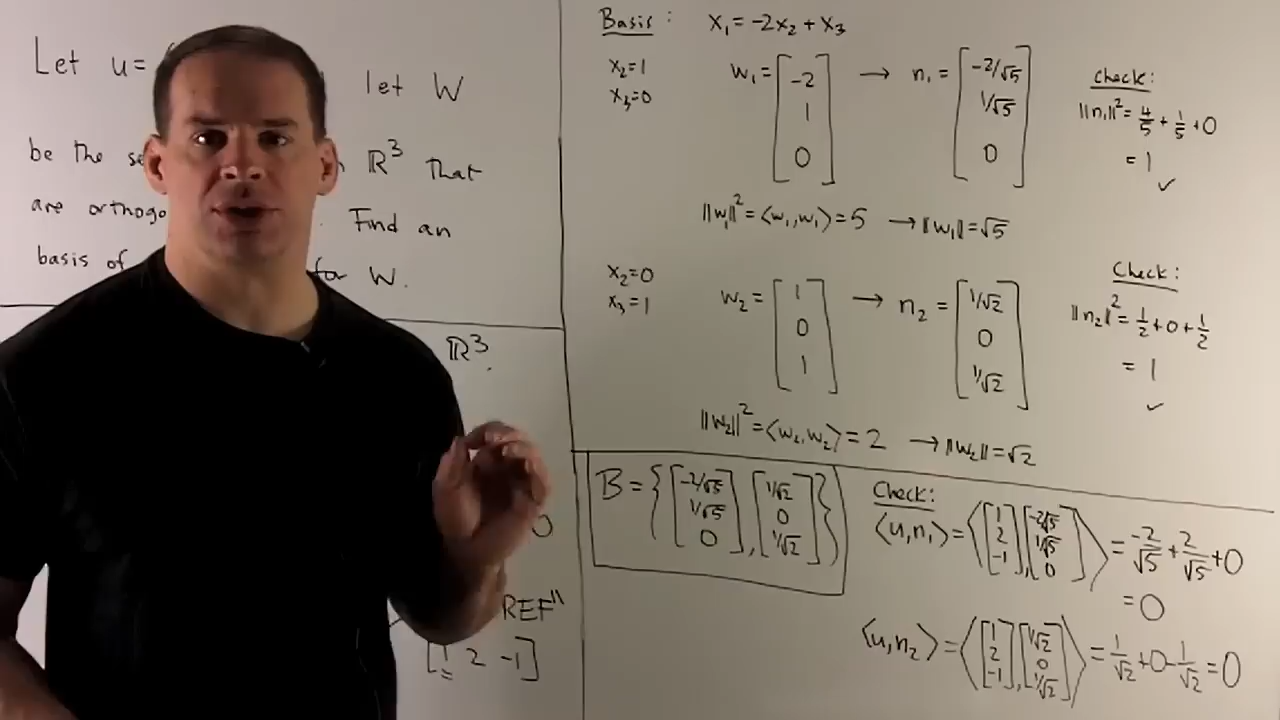 Let u= let W
be the ℝ³ that
are Find an
basis of for W.
ℝ³.
0
REF"
[1 2 -1]
Basis: x₁=-2x₂+x₃
x₂=1
x₃=0
w₁=[-2 1 0] → n₁=[-2/√5 1/√5 0]
Check:
||n₁||²=4/5+1/5+0
=1 ✓
||w₁||²=⟨w₁,w₁⟩=5 →||w₁||=√5
x₂=0
x₃=1
w₂=[1 0 1] → n₂=[1/√2 0 1/√2]
Check:
||n₂||²=1/2+0+1/2
=1 ✓
||w₂||²=⟨w₂,w₂⟩=2 →||w₂||=√2
B={[-2/√5 1/√5 0],[1/√2 0 1/√2]}
Check:
⟨u,n₁⟩=⟨[1 2 -1],[-2/√5 1/√5 0]⟩=-2/√5+2/√5+0
=0
⟨u,n₂⟩=⟨[1 2 -1],[1/√2 0 1/√2]⟩=1/√2+0-1/√2=0